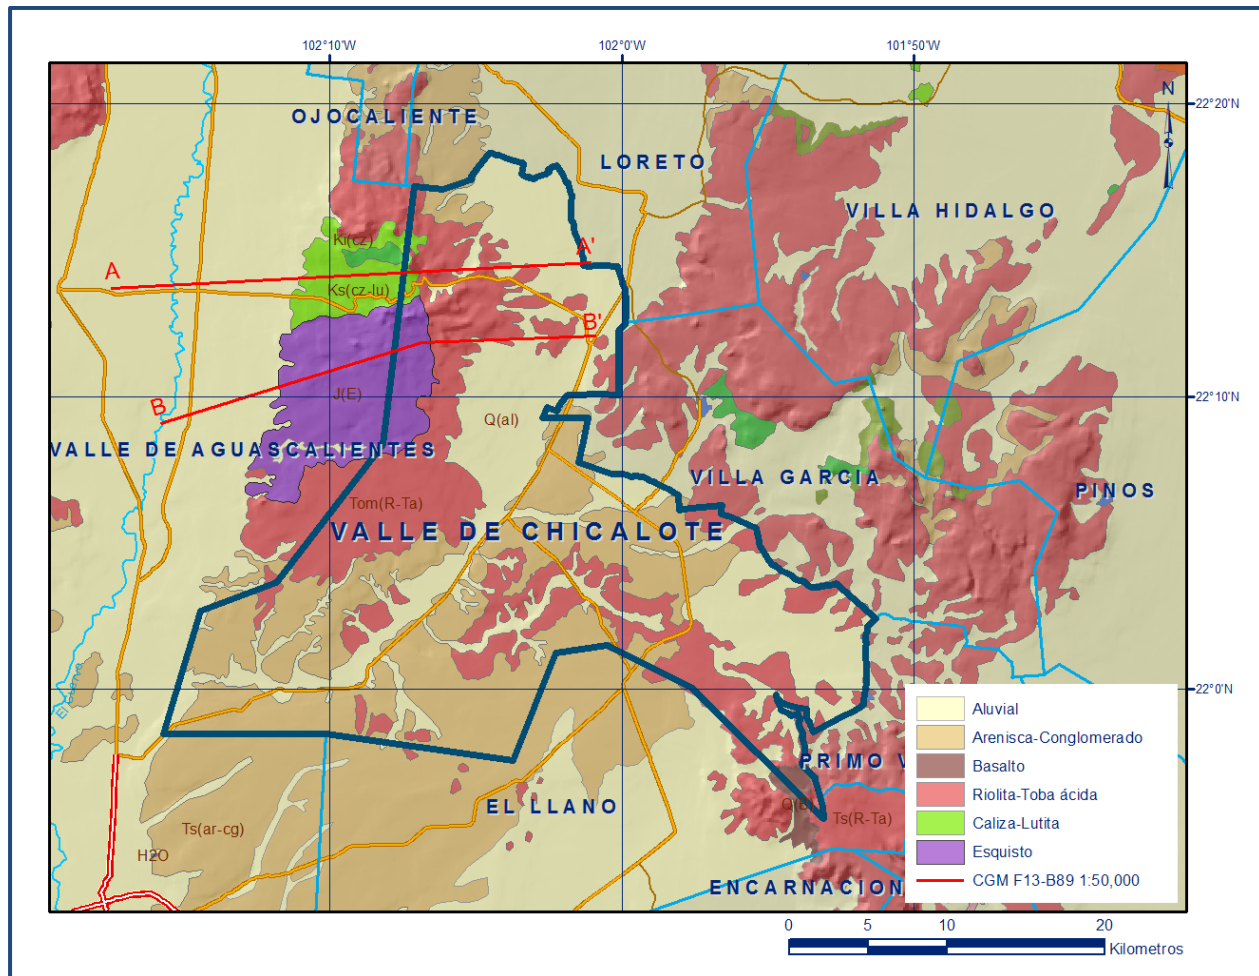 102°10'W 102°0'W 101°50'W
N
22°20'N
OJOCALIENTE
LORETO
VILLA HIDALGO
Ki(cz)
A A'
Ks(cz-lu)
B'
22°10'N
J(E)
B
Q(al)
VALLE DE AGUASCALIENTES
VILLA GARCIA
PINOS
Tom(R-Ta)
VALLE DE CHICALOTE
22°0'N
PRIMO V
EL LLANO
Ts(R-Ta)
Ts(ar-cg)
H2O
ENCARNACION
Aluvial
Arenisca-Conglomerado
Basalto
Riolita-Toba ácida
Caliza-Lutita
Esquisto
CGM F13-B89 1:50,000
0 5 10 20
Kilometros